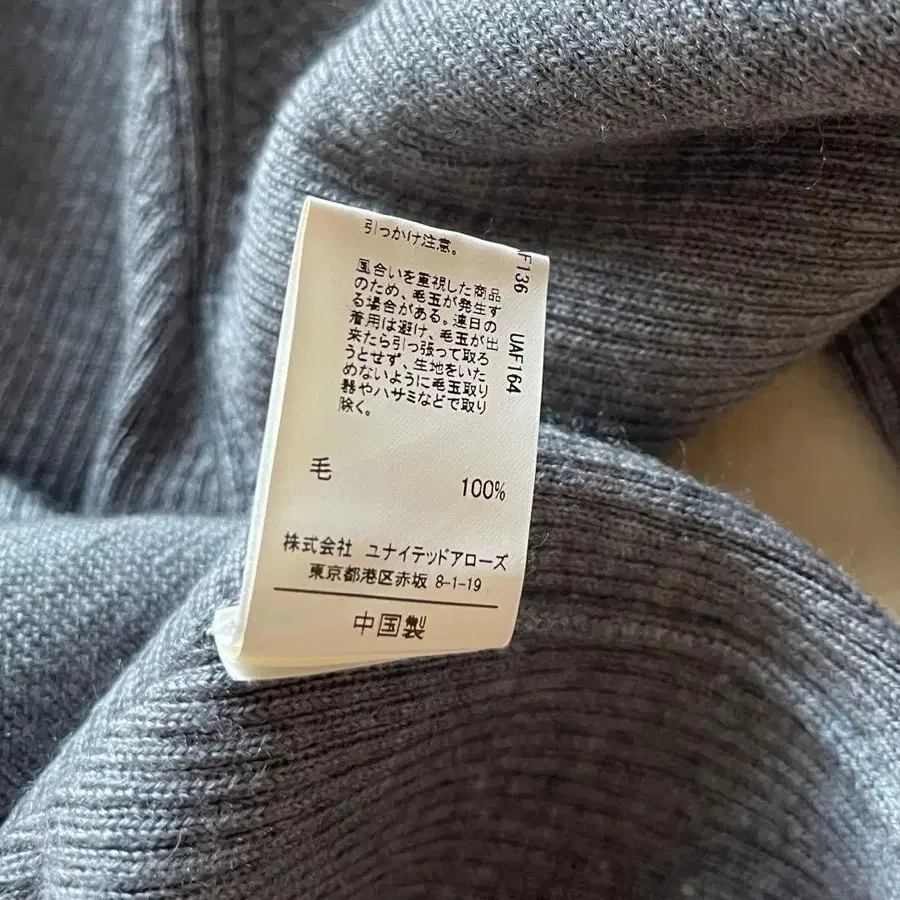 引っかけ注意。
風合いを重視した商品
のため、毛玉が発生す
る場合がある。連日の
着用は避け、毛玉が出
来たら引っ張って取ろ
うとせず、生地をいた
めないように毛玉取り
器やハサミなどで取り
除く。
毛 100%
株式会社 ユナイテッドアローズ
東京都港区赤坂 8-1-19
中国製
F136 UAF164